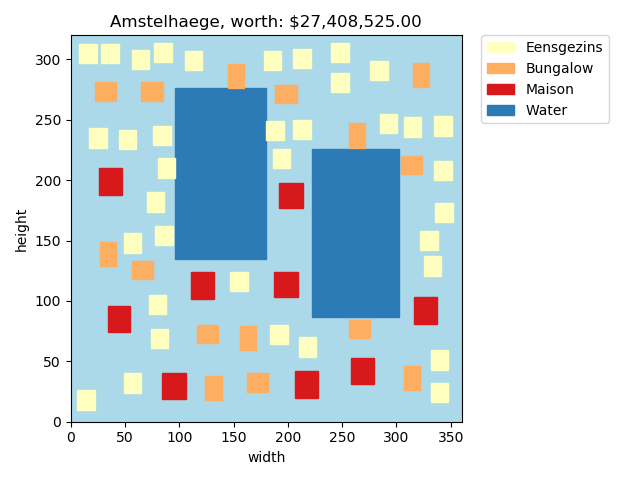 Amstelhaege, worth: $27,408,525.00
Eensgezins
Bungalow
Maison
Water
height
300
250
200
150
100
50
0
0 50 100 150 200 250 300 350
width